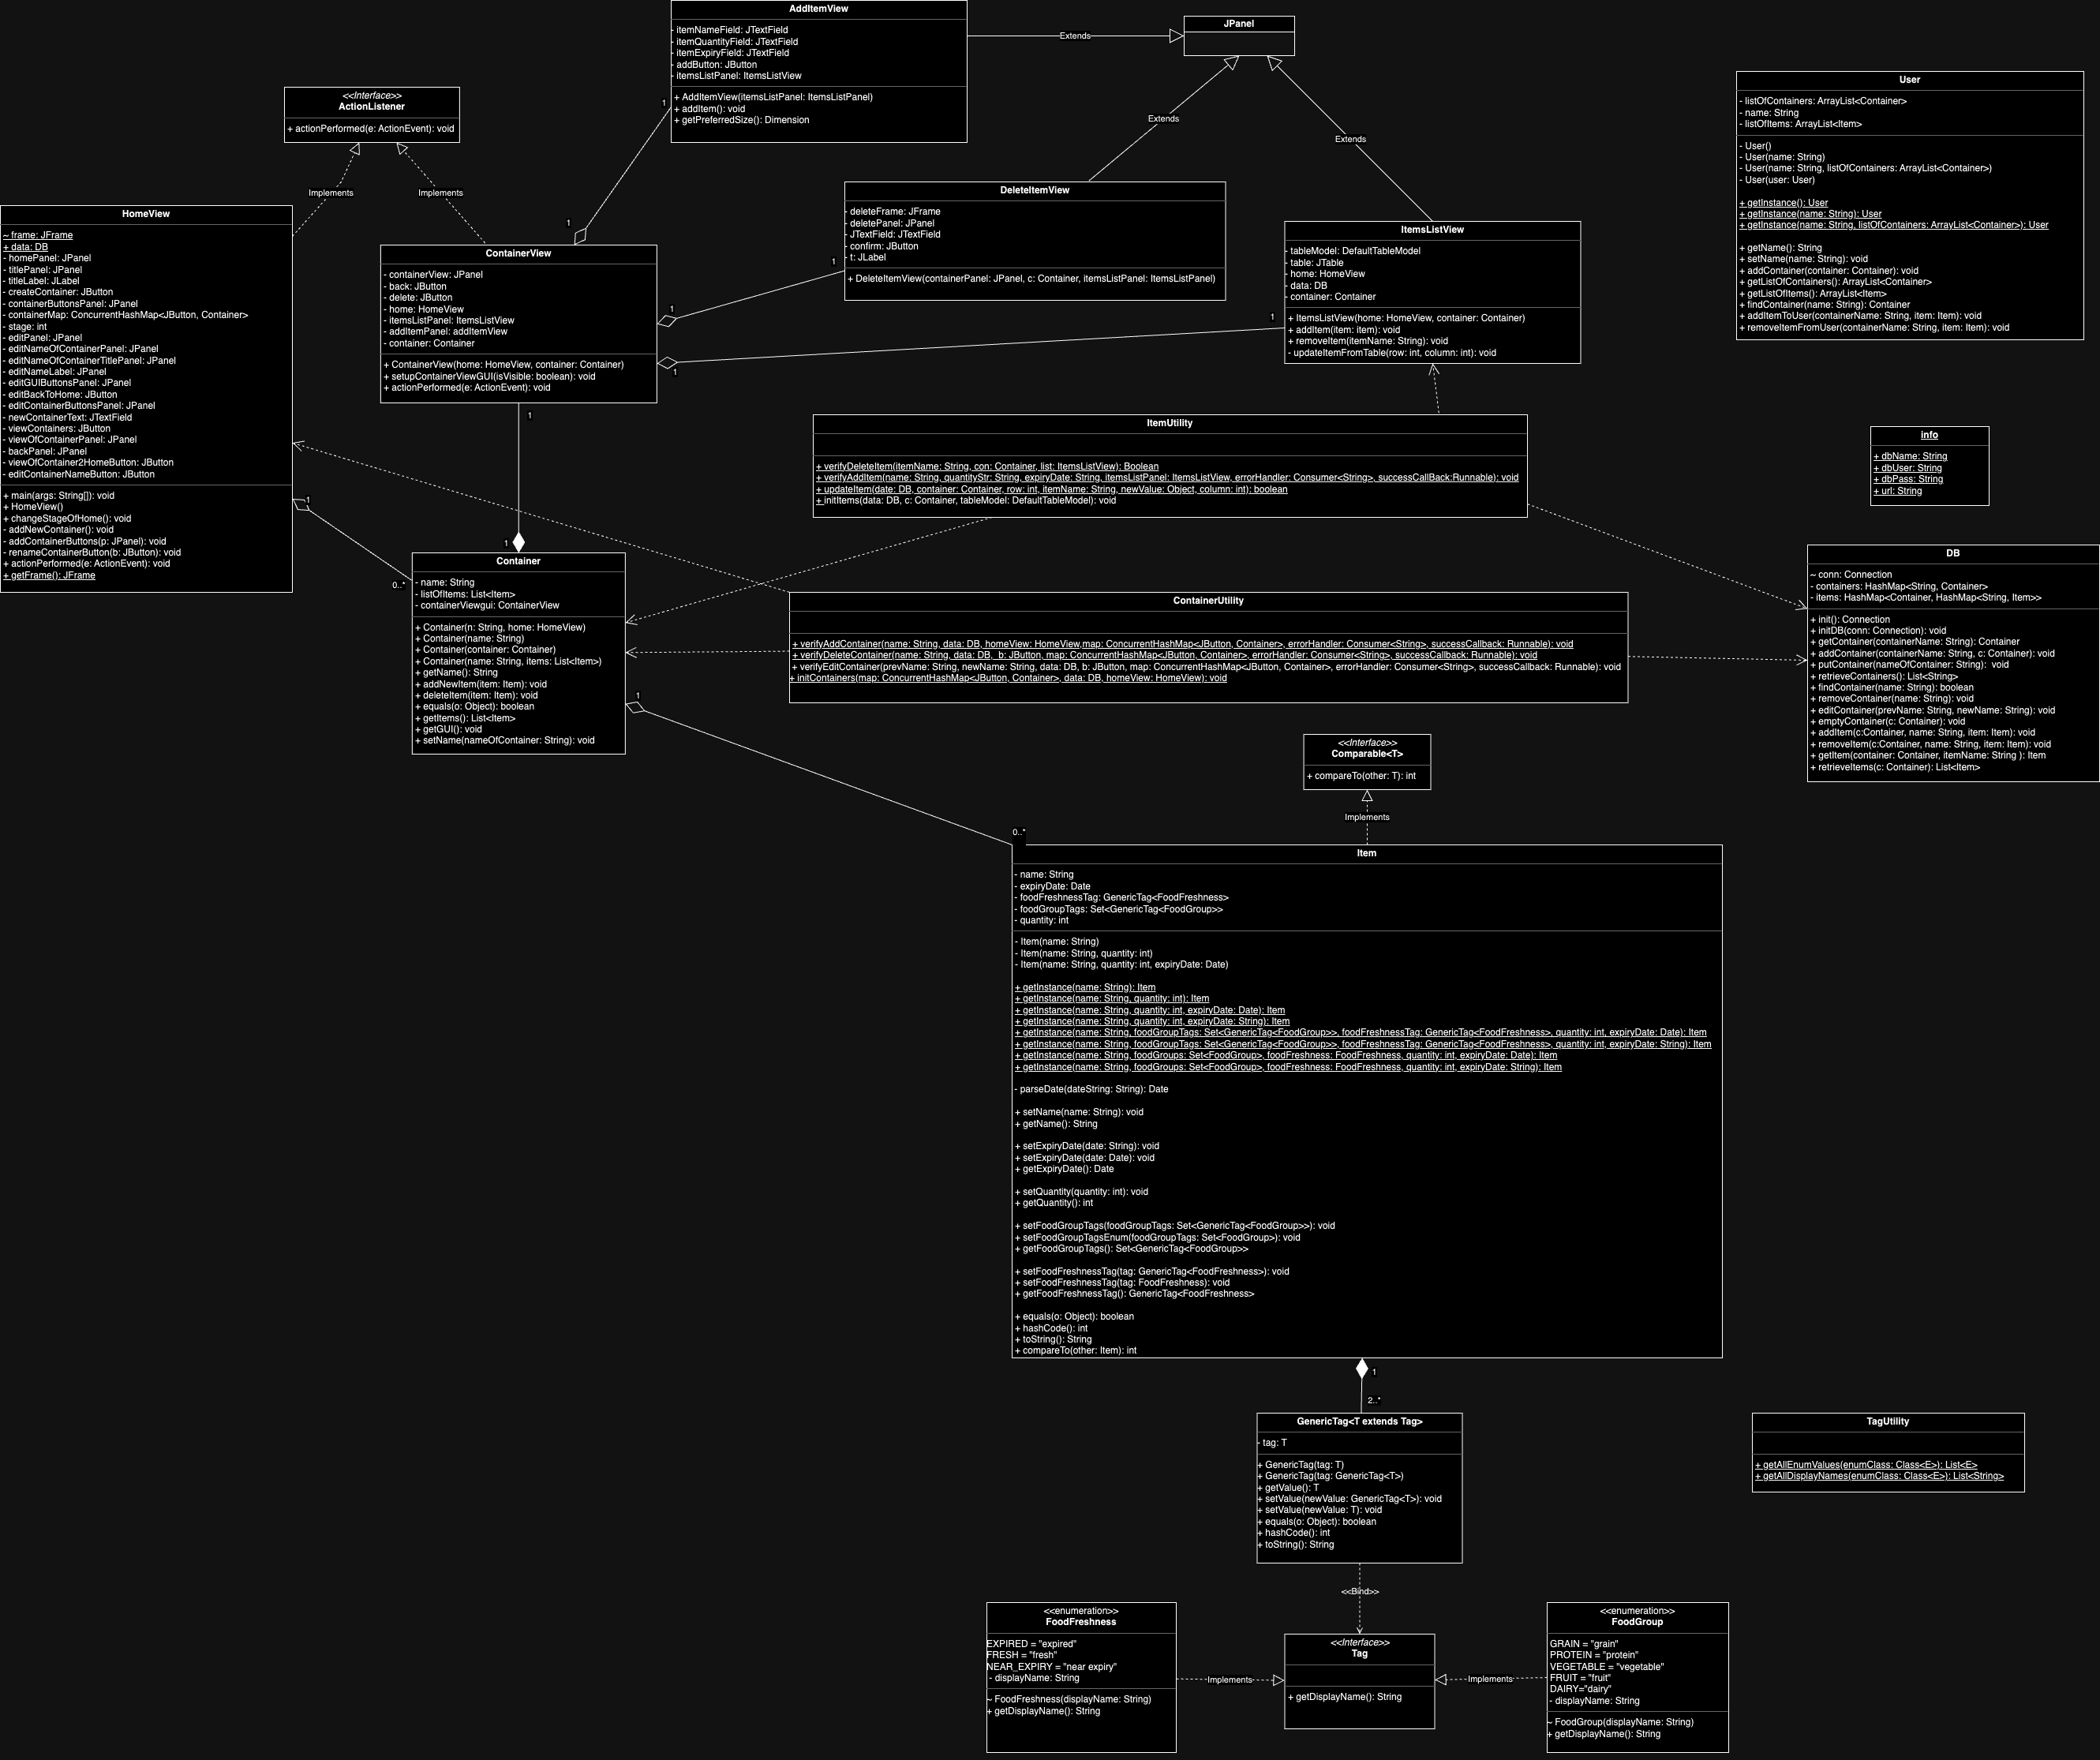 AddItemView
- itemNameField: JTextField
- itemQuantityField: JTextField
- itemExpiryField: JTextField
- addButton: JButton
- itemsListPanel: ItemsListView
+ AddItemView(itemsListPanel: ItemsListPanel)
+ addItem(): void
+ getPreferredSize(): Dimension
Extends
JPanel
<<Interface>>
ActionListener
+ actionPerformed(e: ActionEvent): void
Implements
Implements
1
1
Extends
Extends
User
- listOfContainers: ArrayList<Container>
- name: String
- listOfItems: ArrayList<Item>
- User()
- User(name: String)
- User(name: String, listOfContainers: ArrayList<Container>)
- User(user: User)
+ getInstance(): User
+ getInstance(name: String): User
+ getInstance(name: String, listOfContainers: ArrayList<Container>): User
+ getName(): String
+ setName(name: String): void
+ addContainer(container: Container): void
+ getListOfContainers(): ArrayList<Container>
+ getListOfItems(): ArrayList<Item>
+ findContainer(name: String): Container
+ addItemToUser(containerName: String, item: Item): void
+ removeItemFromUser(containerName: String, item: Item): void
HomeView
~ frame: JFrame
+ data: DB
- homePanel: JPanel
- titlePanel: JPanel
- titleLabel: JLabel
- createContainer: JButton
- containerButtonsPanel: JPanel
- containerMap: ConcurrentHashMap<JButton, Container>
- stage: int
- editPanel: JPanel
- editNameOfContainerPanel: JPanel
- editNameOfContainerTitlePanel: JPanel
- editNameLabel: JPanel
- editGUIButtonsPanel: JPanel
- editBackToHome: JButton
- editContainerButtonsPanel: JPanel
- newContainerText: JTextField
- viewContainers: JButton
- viewOfContainerPanel: JPanel
- backPanel: JPanel
- viewOfContainer2HomeButton: JButton
- editContainerNameButton: JButton
+ main(args: String[]): void
+ HomeView()
+ changeStageOfHome(): void
- addNewContainer(): void
- addContainerButtons(p: JPanel): void
- renameContainerButton(b: JButton): void
+ actionPerformed(e: ActionEvent): void
+ getFrame(): JFrame
1
0..*
ContainerView
- containerView: JPanel
- back: JButton
- delete: JButton
- home: HomeView
- itemsListPanel: ItemsListView
- addItemPanel: addItemView
- container: Container
+ ContainerView(home: HomeView, container: Container)
+ setupContainerViewGUI(isVisible: boolean): void
+ actionPerformed(e: ActionEvent): void
1
1
DeleteItemView
- deleteFrame: JFrame
- deletePanel: JPanel
- JTextField: JTextField
- confirm: JButton
- t: JLabel
+ DeleteItemView(containerPanel: JPanel, c: Container, itemsListPanel: ItemsListPanel)
1
1
ItemsListView
- tableModel: DefaultTableModel
- table: JTable
- home: HomeView
- data: DB
- container: Container
+ ItemsListView(home: HomeView, container: Container)
+ addItem(item: item): void
+ removeItem(itemName: String): void
- updateItemFromTable(row: int, column: int): void
1
1
ItemUtility
+ verifyDeleteItem(itemName: String, con: Container, list: ItemsListView): Boolean
+ verifyAddItem(name: String, quantityStr: String, expiryDate: String, itemsListPanel: ItemsListView, errorHandler: Consumer<String>, successCallBack:Runnable): void
+ updateItem(date: DB, container: Container, row: int, itemName: String, newValue: Object, column: int): boolean
+ initItems(data: DB, c: Container, tableModel: DefaultTableModel): void
info
+ dbName: String
+ dbUser: String
+ dbPass: String
+ url: String
DB
~ conn: Connection
- containers: HashMap<String, Container>
- items: HashMap<Container, HashMap<String, Item>>
+ init(): Connection
+ initDB(conn: Connection): void
+ getContainer(containerName: String): Container
+ addContainer(containerName: String, c: Container): void
+ putContainer(nameOfContainer: String):  void
+ retrieveContainers(): List<String>
+ findContainer(name: String): boolean
+ removeContainer(name: String): void
+ editContainer(prevName: String, newName: String): void
+ emptyContainer(c: Container): void
+ addItem(c:Container, name: String, item: Item): void
+ removeItem(c:Container, name: String, item: Item): void
+ getItem(container: Container, itemName: String ): Item
+ retrieveItems(c: Container): List<Item>
Container
- name: String
- listOfItems: List<Item>
- containerViewgui: ContainerView
+ Container(n: String, home: HomeView)
+ Container(name: String)
+ Container(container: Container)
+ Container(name: String, items: List<Item>)
+ getName(): String
+ addNewItem(item: Item): void
+ deleteItem(item: Item): void
+ equals(o: Object): boolean
+ getItems(): List<Item>
+ getGUI(): void
+ setName(nameOfContainer: String): void
ContainerUtility
+ verifyAddContainer(name: String, data: DB, homeView: HomeView,map: ConcurrentHashMap<JButton, Container>, errorHandler: Consumer<String>, successCallback: Runnable): void
+ verifyDeleteContainer(name: String, data: DB,  b: JButton, map: ConcurrentHashMap<JButton, Container>, errorHandler: Consumer<String>, successCallback: Runnable): void
+ verifyEditContainer(prevName: String, newName: String, data: DB, b: JButton, map: ConcurrentHashMap<JButton, Container>, errorHandler: Consumer<String>, successCallback: Runnable): void
+ initContainers(map: ConcurrentHashMap<JButton, Container>, data: DB, homeView: HomeView): void
1
0..*
<<Interface>>
Comparable<T>
+ compareTo(other: T): int
Implements
Item
- name: String
- expiryDate: Date
- foodFreshnessTag: GenericTag<FoodFreshness>
- foodGroupTags: Set<GenericTag<FoodGroup>>
- quantity: int
- Item(name: String)
- Item(name: String, quantity: int)
- Item(name: String, quantity: int, expiryDate: Date)
+ getInstance(name: String): Item
+ getInstance(name: String, quantity: int): Item
+ getInstance(name: String, quantity: int, expiryDate: Date): Item
+ getInstance(name: String, quantity: int, expiryDate: String): Item
+ getInstance(name: String, foodGroupTags: Set<GenericTag<FoodGroup>>, foodFreshnessTag: GenericTag<FoodFreshness>, quantity: int, expiryDate: Date): Item
+ getInstance(name: String, foodGroupTags: Set<GenericTag<FoodGroup>>, foodFreshnessTag: GenericTag<FoodFreshness>, quantity: int, expiryDate: String): Item
+ getInstance(name: String, foodGroups: Set<FoodGroup>, foodFreshness: FoodFreshness, quantity: int, expiryDate: Date): Item
+ getInstance(name: String, foodGroups: Set<FoodGroup>, foodFreshness: FoodFreshness, quantity: int, expiryDate: String): Item
- parseDate(dateString: String): Date
+ setName(name: String): void
+ getName(): String
+ setExpiryDate(date: String): void
+ setExpiryDate(date: Date): void
+ getExpiryDate(): Date
+ setQuantity(quantity: int): void
+ getQuantity(): int
+ setFoodGroupTags(foodGroupTags: Set<GenericTag<FoodGroup>>): void
+ setFoodGroupTagsEnum(foodGroupTags: Set<FoodGroup>): void
+ getFoodGroupTags(): Set<GenericTag<FoodGroup>>
+ setFoodFreshnessTag(tag: GenericTag<FoodFreshness>): void
+ setFoodFreshnessTag(tag: FoodFreshness): void
+ getFoodFreshnessTag(): GenericTag<FoodFreshness>
+ equals(o: Object): boolean
+ hashCode(): int
+ toString(): String
+ compareTo(other: Item): int
1
2..*
GenericTag<T extends Tag>
- tag: T
+ GenericTag(tag: T)
+ GenericTag(tag: GenericTag<T>)
+ getValue(): T
+ setValue(newValue: GenericTag<T>): void
+ setValue(newValue: T): void
+ equals(o: Object): boolean
+ hashCode(): int
+ toString(): String
TagUtility
+ getAllEnumValues(enumClass: Class<E>): List<E>
+ getAllDisplayNames(enumClass: Class<E>): List<String>
<<Bind>>
<<enumeration>>
FoodFreshness
EXPIRED = "expired"
FRESH = "fresh"
NEAR_EXPIRY = "near expiry"
- displayName: String
~ FoodFreshness(displayName: String)
+ getDisplayName(): String
Implements
<<Interface>>
Tag
+ getDisplayName(): String
Implements
<<enumeration>>
FoodGroup
GRAIN = "grain"
PROTEIN = "protein"
VEGETABLE = "vegetable"
FRUIT = "fruit"
DAIRY="dairy"
- displayName: String
~ FoodGroup(displayName: String)
+ getDisplayName(): String